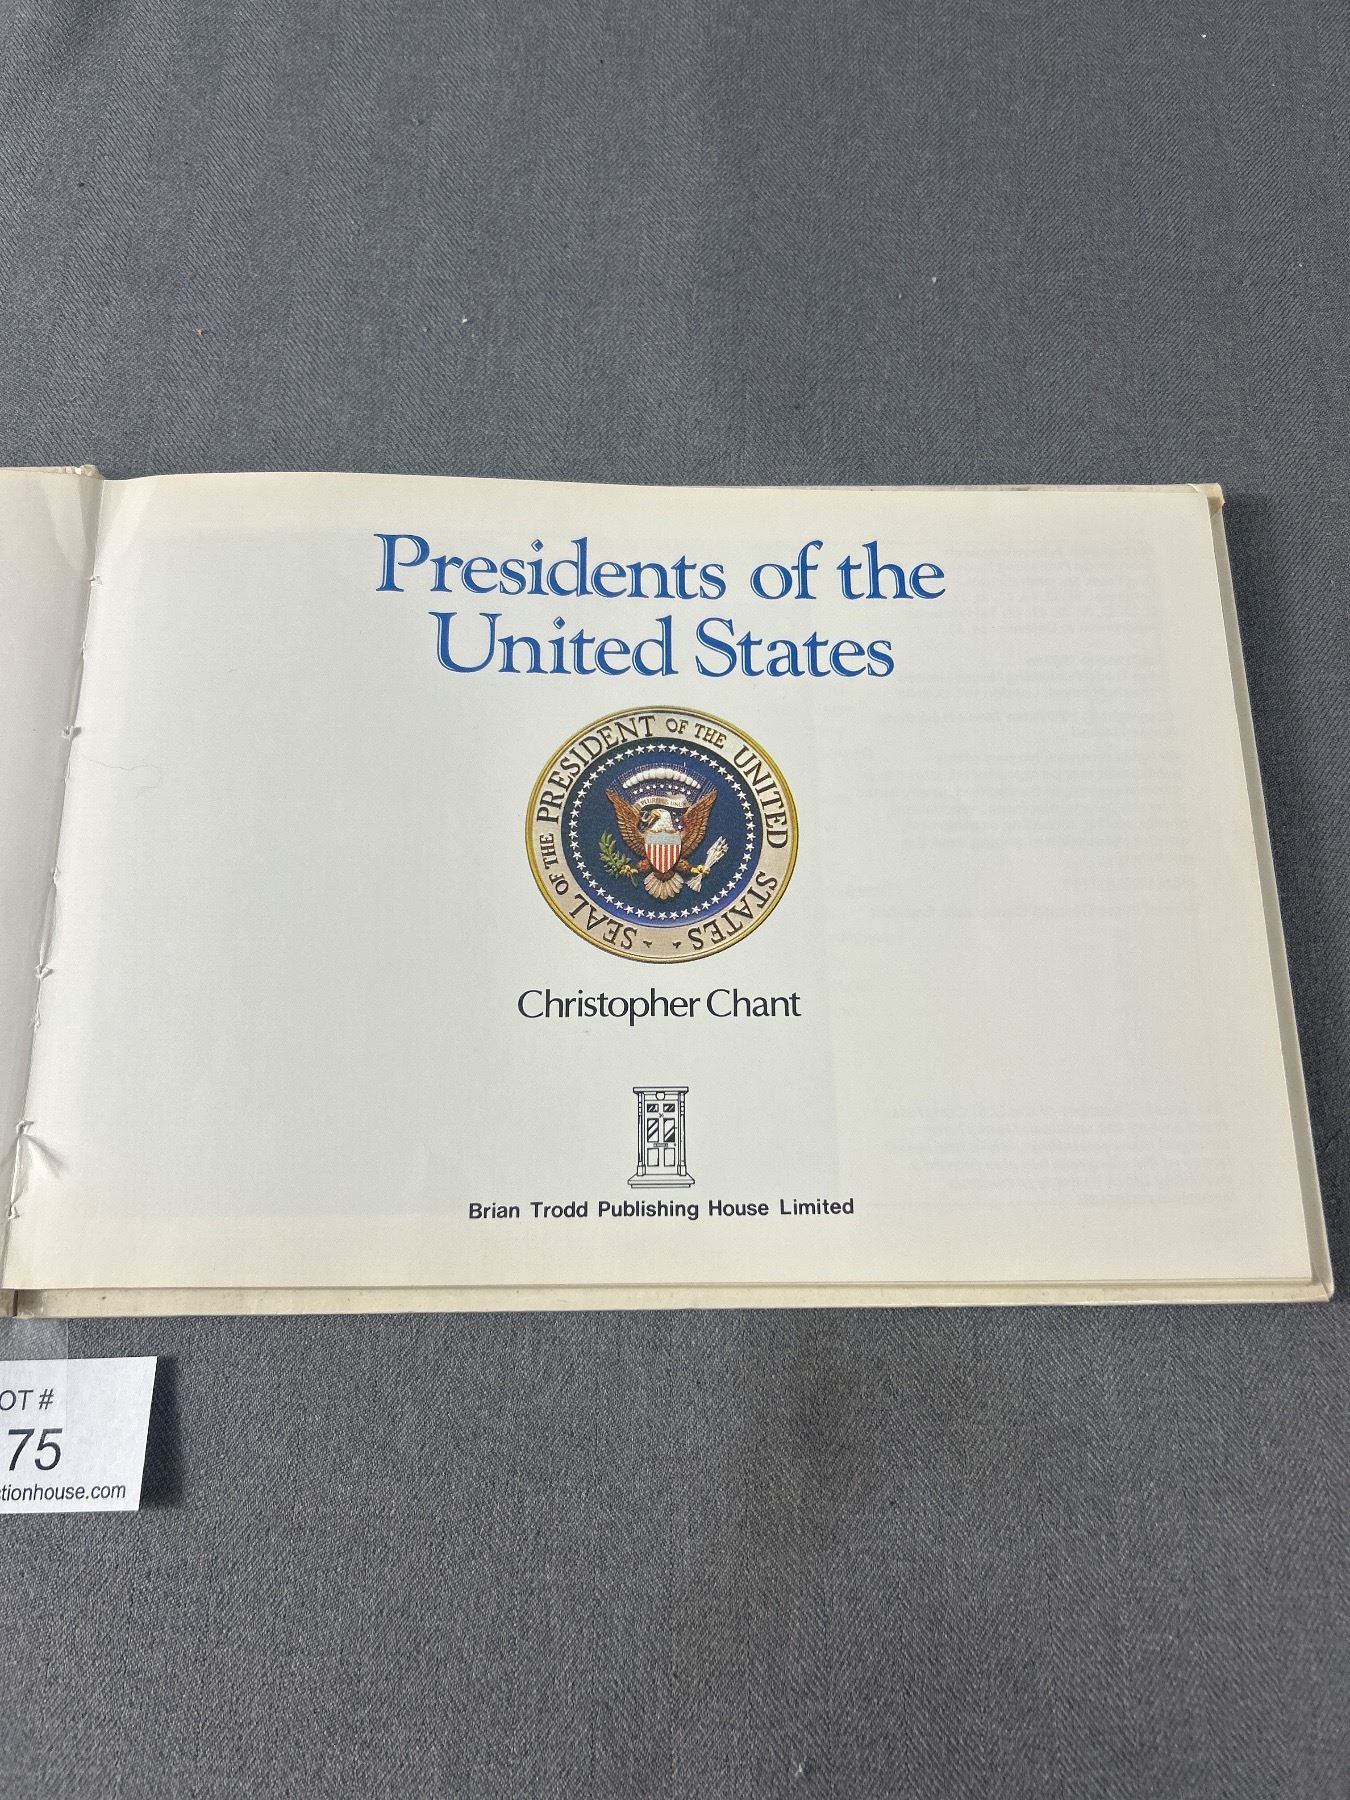 Presidents of the
United States
SEAL OF THE PRESIDENT OF THE UNITED STATES
Christopher Chant
Brian Trodd Publishing House Limited
OT #
75
tionhouse.com